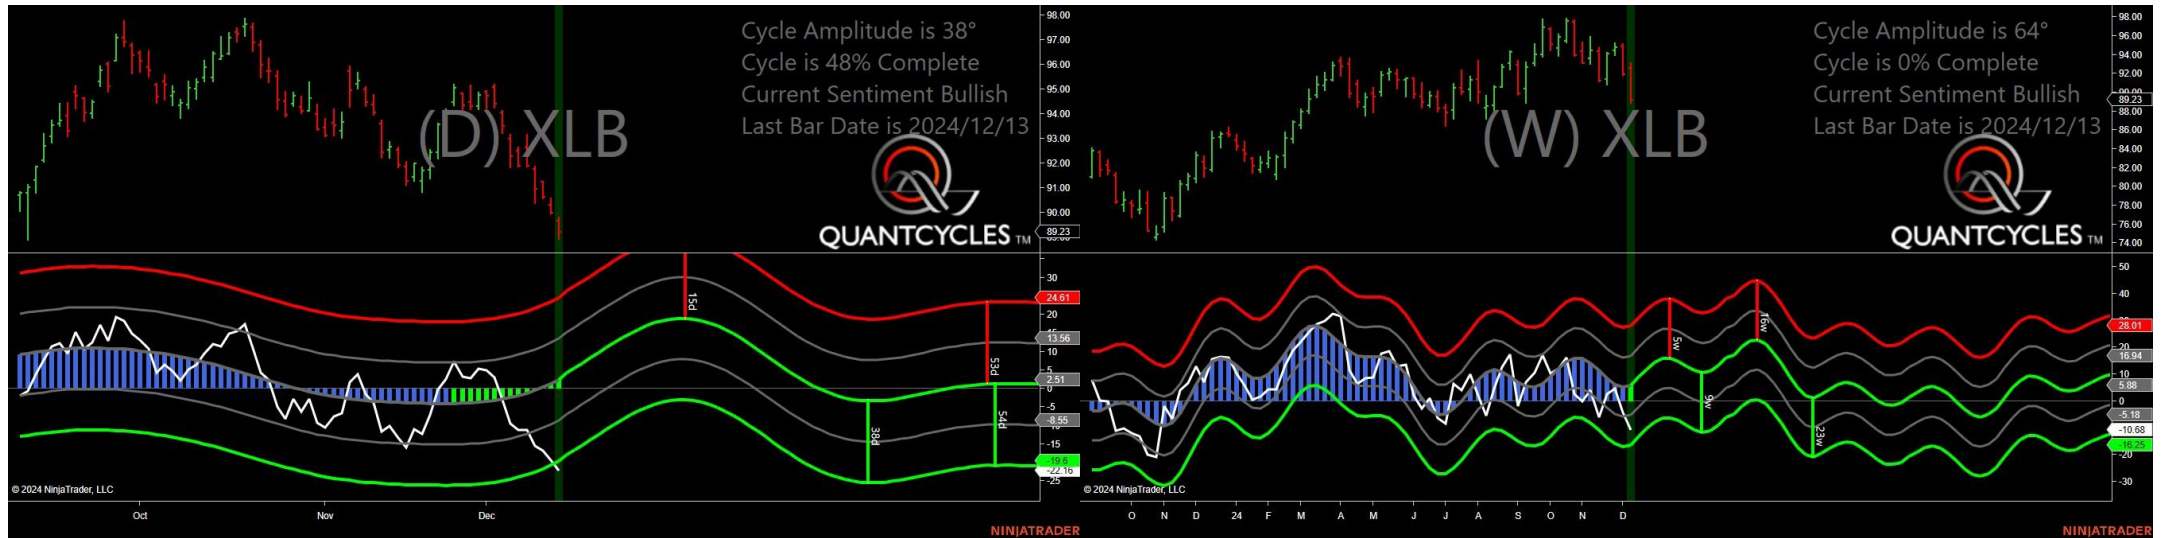 Cycle Amplitude is 38°
Cycle is 48% Complete
Current Sentiment Bullish
Last Bar Date is 2024/12/13
(D) XLB
QUANTCYCLES TM
98.00
97.00
96.00
95.00
94.00
93.00
92.00
91.00
90.00
89.23
30
24.61
20
13.56
10
5
2.51
0
-5
-8.55
-15
-19.6
-22.16
-25
15d
38d
53d
54d
© 2024 NinjaTrader, LLC
Oct
Nov
Dec
NINJATRADER
Cycle Amplitude is 64°
Cycle is 0% Complete
Current Sentiment Bullish
Last Bar Date is 2024/12/13
(W) XLB
QUANTCYCLES TM
98.00
96.00
94.00
92.00
89.23
88.00
86.00
84.00
82.00
80.00
78.00
76.00
74.00
50
40
28.01
16.94
10
5.88
0
-5.18
-10.68
-16.25
-20
-30
5w
9w
16w
23w
© 2024 NinjaTrader, LLC
O N D 24 F M A M J J A S O N D
NINJATRADER